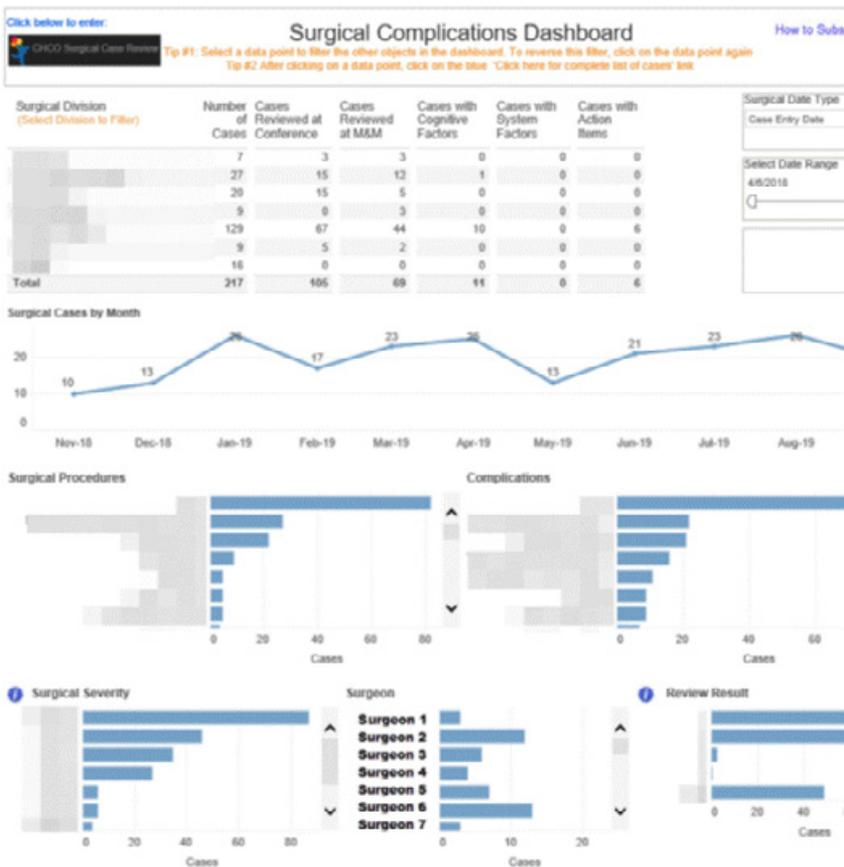 Click below to enter:
Surgical Complications Dashboard
How to Subs
CHCO Surgical Case Review
Tip #1: Select a data point to filter the other objects in the dashboard. To reverse this filter, click on the data point again
Tip #2 After clicking on a data point, click on the blue 'Click here for complete list of cases' link
Surgical Division
(Select Division to Filter)
Number of Cases
Cases Reviewed at Conference
Cases Reviewed at M&M
Cases with Cognitive Factors
Cases with System Factors
Cases with Action Items
7 3 3 0 0 0
27 15 12 1 0 0
20 15 5 0 0 0
9 0 3 0 0 0
129 67 44 10 0 6
9 5 2 0 0 0
16 0 0 0 0 0
Total 217 105 69 11 0 6
Surgical Date Type
Case Entry Date
Select Date Range
4/6/2018
Surgical Cases by Month
20
10
0
10 13 26 17 23 25 13 21 23 26
Nov-18 Dec-18 Jan-19 Feb-19 Mar-19 Apr-19 May-19 Jun-19 Jul-19 Aug-19
Surgical Procedures
0 20 40 60 80
Cases
Complications
0 20 40 60
Cases
Surgical Severity
0 20 40 60 80
Cases
Surgeon
Surgeon 1
Surgeon 2
Surgeon 3
Surgeon 4
Surgeon 5
Surgeon 6
Surgeon 7
0 10 20
Cases
Review Result
0 20 40
Cases